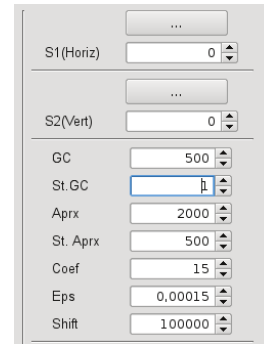 ...
S1(Horiz) 0
...
S2(Vert) 0
GC 500
St.GC 1
Aprx 2000
St. Aprx 500
Coef 15
Eps 0,00015
Shift 100000